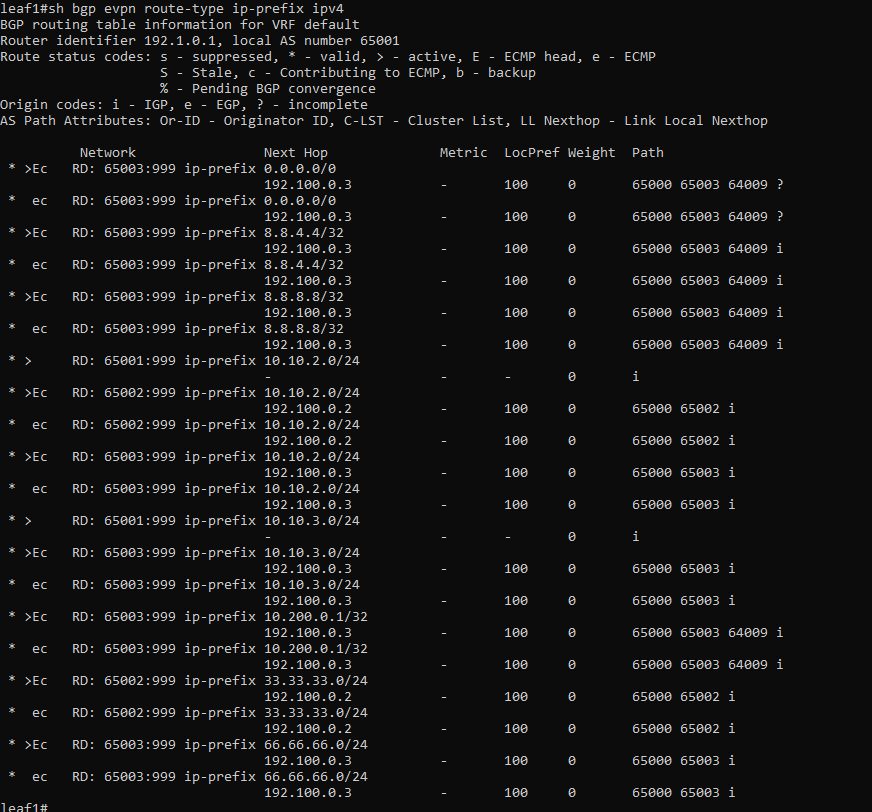 leaf1#sh bgp evpn route-type ip-prefix ipv4
BGP routing table information for VRF default
Router identifier 192.1.0.1, local AS number 65001
Route status codes: s - suppressed, * - valid, > - active, E - ECMP head, e - ECMP
                    S - Stale, c - Contributing to ECMP, b - backup
                    % - Pending BGP convergence
Origin codes: i - IGP, e - EGP, ? - incomplete
AS Path Attributes: Or-ID - Originator ID, C-LST - Cluster List, LL Nexthop - Link Local Nexthop

          Network                Next Hop              Metric  LocPref Weight  Path
 * >Ec   RD: 65003:999 ip-prefix 0.0.0.0/0
                                 192.100.0.3           -       100     0       65000 65003 64009 ?
 *  ec   RD: 65003:999 ip-prefix 0.0.0.0/0
                                 192.100.0.3           -       100     0       65000 65003 64009 ?
 * >Ec   RD: 65003:999 ip-prefix 8.8.4.4/32
                                 192.100.0.3           -       100     0       65000 65003 64009 i
 *  ec   RD: 65003:999 ip-prefix 8.8.4.4/32
                                 192.100.0.3           -       100     0       65000 65003 64009 i
 * >Ec   RD: 65003:999 ip-prefix 8.8.8.8/32
                                 192.100.0.3           -       100     0       65000 65003 64009 i
 *  ec   RD: 65003:999 ip-prefix 8.8.8.8/32
                                 192.100.0.3           -       100     0       65000 65003 64009 i
 * >     RD: 65001:999 ip-prefix 10.10.2.0/24
                                 -                     -       -       0       i
 * >Ec   RD: 65002:999 ip-prefix 10.10.2.0/24
                                 192.100.0.2           -       100     0       65000 65002 i
 *  ec   RD: 65002:999 ip-prefix 10.10.2.0/24
                                 192.100.0.2           -       100     0       65000 65002 i
 * >Ec   RD: 65003:999 ip-prefix 10.10.2.0/24
                                 192.100.0.3           -       100     0       65000 65003 i
 *  ec   RD: 65003:999 ip-prefix 10.10.2.0/24
                                 192.100.0.3           -       100     0       65000 65003 i
 * >     RD: 65001:999 ip-prefix 10.10.3.0/24
                                 -                     -       -       0       i
 * >Ec   RD: 65003:999 ip-prefix 10.10.3.0/24
                                 192.100.0.3           -       100     0       65000 65003 i
 *  ec   RD: 65003:999 ip-prefix 10.10.3.0/24
                                 192.100.0.3           -       100     0       65000 65003 i
 * >Ec   RD: 65003:999 ip-prefix 10.200.0.1/32
                                 192.100.0.3           -       100     0       65000 65003 64009 i
 *  ec   RD: 65003:999 ip-prefix 10.200.0.1/32
                                 192.100.0.3           -       100     0       65000 65003 64009 i
 * >Ec   RD: 65002:999 ip-prefix 33.33.33.0/24
                                 192.100.0.2           -       100     0       65000 65002 i
 *  ec   RD: 65002:999 ip-prefix 33.33.33.0/24
                                 192.100.0.2           -       100     0       65000 65002 i
 * >Ec   RD: 65003:999 ip-prefix 66.66.66.0/24
                                 192.100.0.3           -       100     0       65000 65003 i
 *  ec   RD: 65003:999 ip-prefix 66.66.66.0/24
                                 192.100.0.3           -       100     0       65000 65003 i
leaf1#